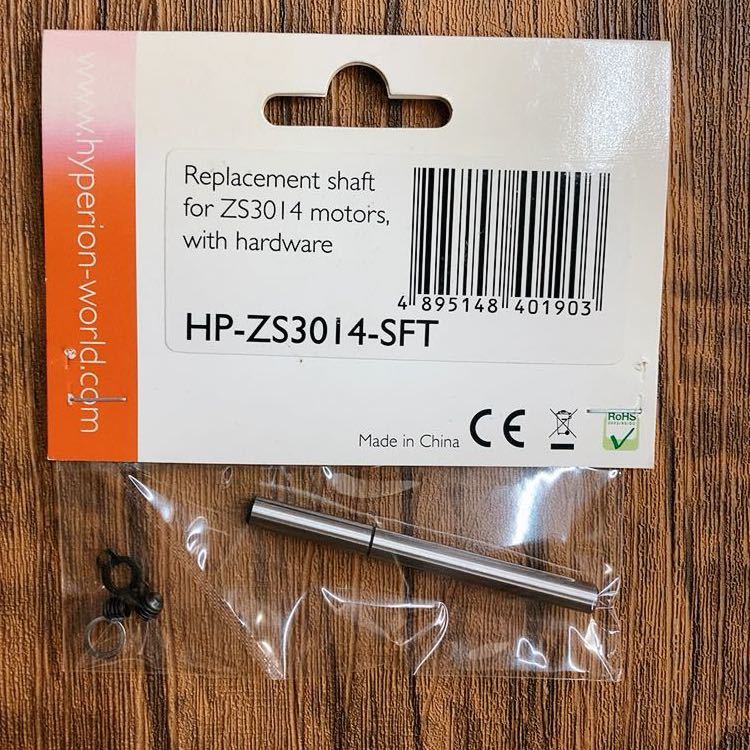 www.hyperion-world.com
Replacement shaft
for ZS3014 motors,
with hardware
4 895148 401903
HP-ZS3014-SFT
Made in China CE
RoHS